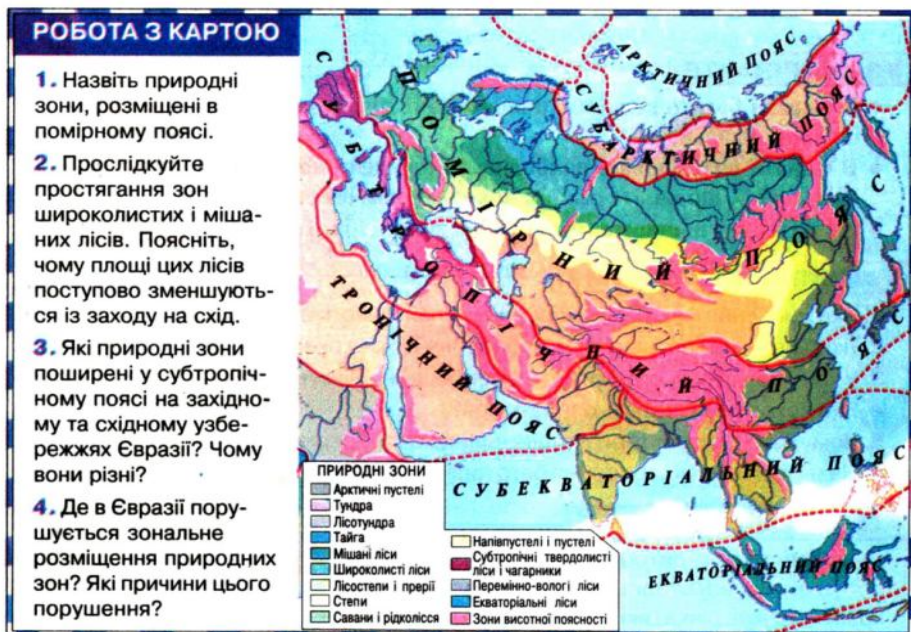 РОБОТА З КАРТОЮ
1. Назвіть природні
зони, розміщені в
помірному поясі.
2. Прослідкуйте
простягання зон
широколистих і міша-
них лісів. Поясніть,
чому площі цих лісів
поступово зменшують-
ся із заходу на схід.
3. Які природні зони
поширені у субтропіч-
ному поясі на західно-
му та східному узбе-
режжях Євразії? Чому
вони різні?
4. Де в Євразії пору-
шується зональне
розміщення природних
зон? Які причини цього
порушення?
АРКТИЧНИЙ ПОЯС
СУБАРКТИЧНИЙ ПОЯС
ПОМІРНИЙ ПОЯС
СУБТРОПІЧНИЙ ПОЯС
ТРОПІЧНИЙ ПОЯС
СУБЕКВАТОРІАЛЬНИЙ ПОЯС
ЕКВАТОРІАЛЬНИЙ ПОЯС
ПРИРОДНІ ЗОНИ
Арктичні пустелі
Тундра
Лісотундра
Тайга
Мішані ліси
Широколисті ліси
Лісостепи і прерії
Степи
Савани і рідколісся
Напівпустелі і пустелі
Субтропічні твердолисті
ліси і чагарники
Перемінно-вологі ліси
Екваторіальні ліси
Зони висотної поясності